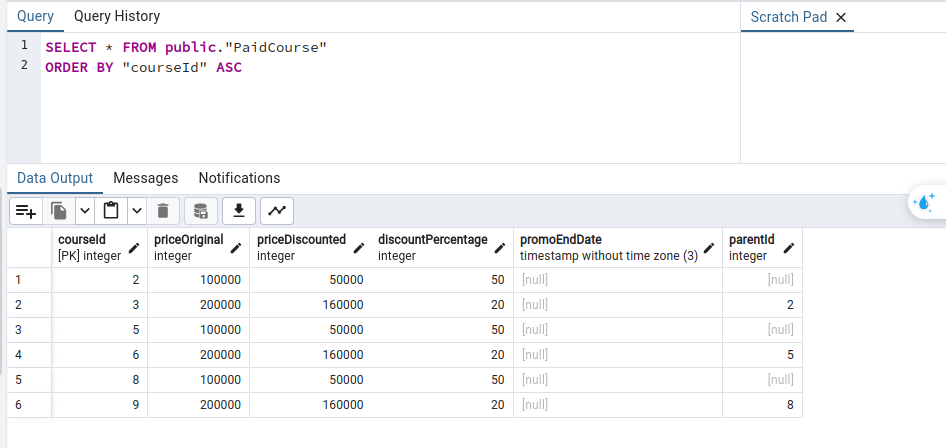 Query Query History Scratch Pad
1 SELECT * FROM public."PaidCourse"
2 ORDER BY "courseId" ASC
Data Output Messages Notifications
courseId priceOriginal priceDiscounted discountPercentage promoEndDate parentId
[PK] integer integer integer integer timestamp without time zone (3) integer
1 2 100000 50000 50 [null] [null]
2 3 200000 160000 20 [null] 2
3 5 100000 50000 50 [null] [null]
4 6 200000 160000 20 [null] 5
5 8 100000 50000 50 [null] [null]
6 9 200000 160000 20 [null] 8